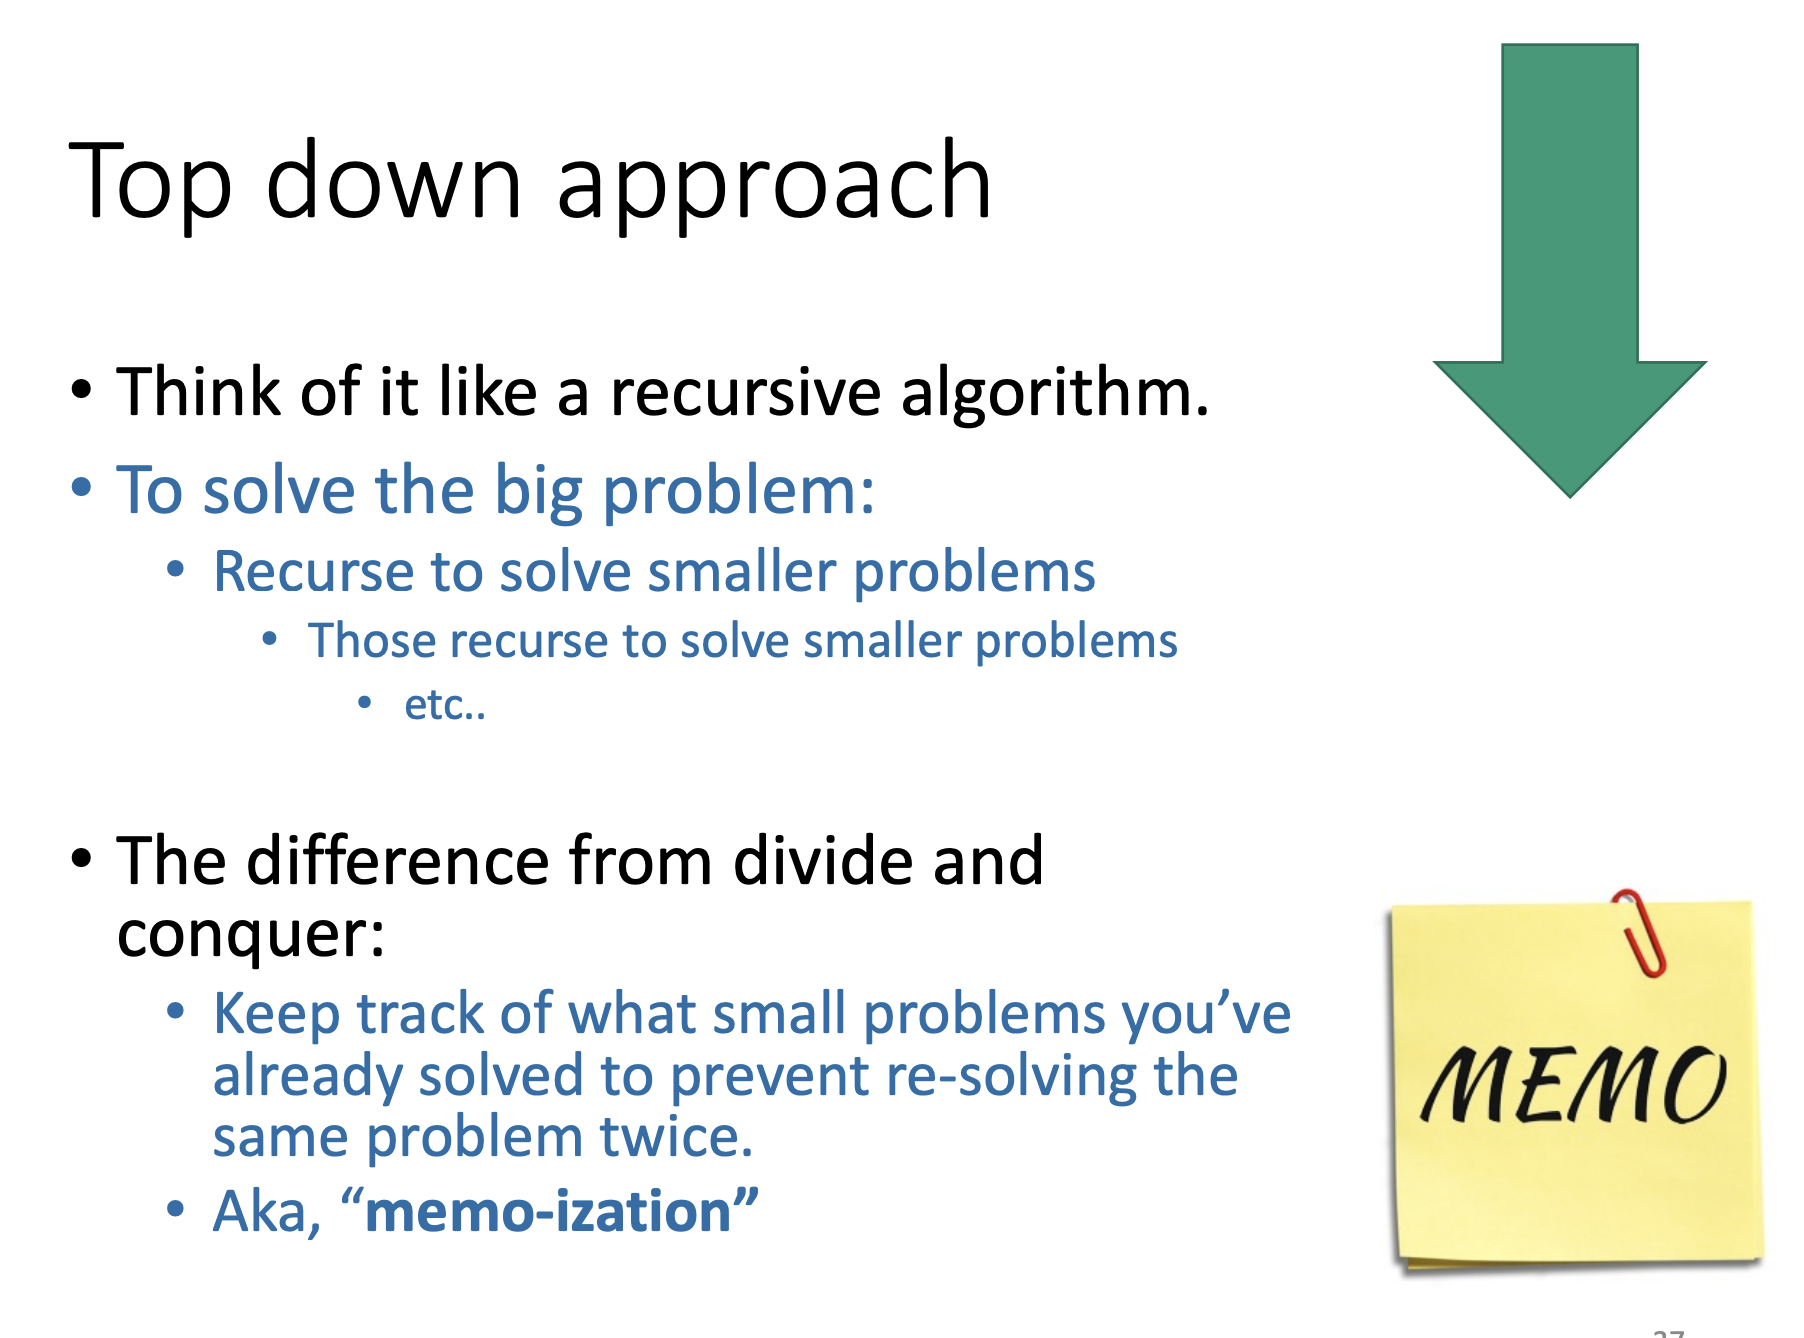 Top down approach
• Think of it like a recursive algorithm.
• To solve the big problem:
• Recurse to solve smaller problems
• Those recurse to solve smaller problems
• etc..
• The difference from divide and
conquer:
• Keep track of what small problems you’ve
already solved to prevent re-solving the
same problem twice.
• Aka, “memo-ization”
MEMO